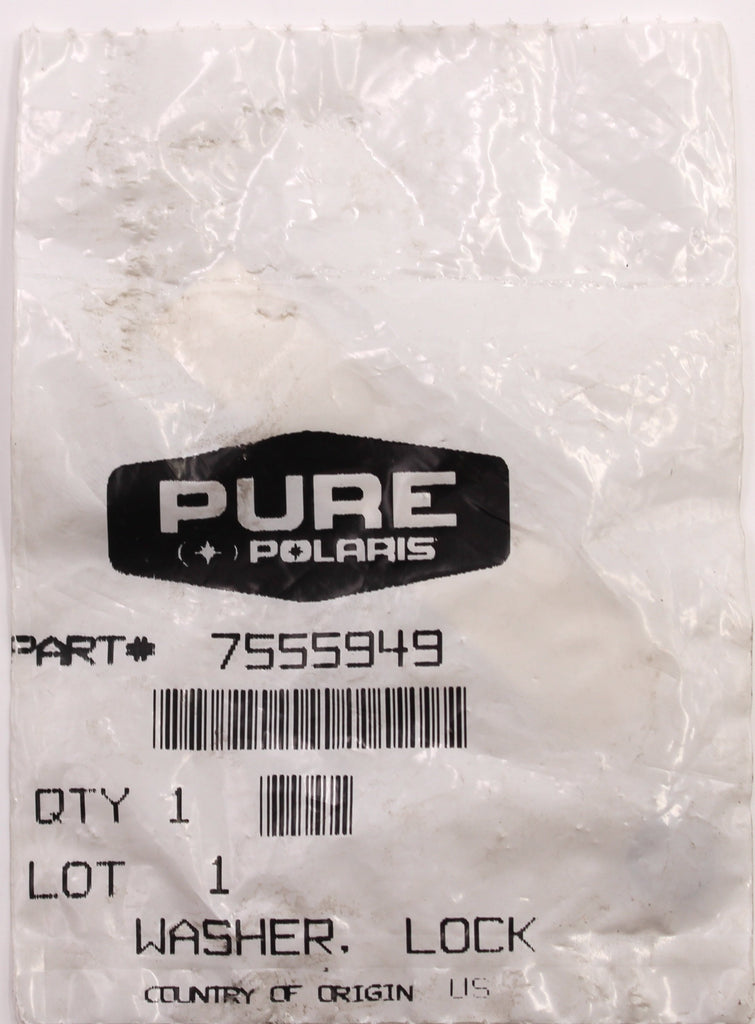 PURE
POLARIS
PART# 7555949
QTY 1
LOT 1
WASHER, LOCK
COUNTRY OF ORIGIN US